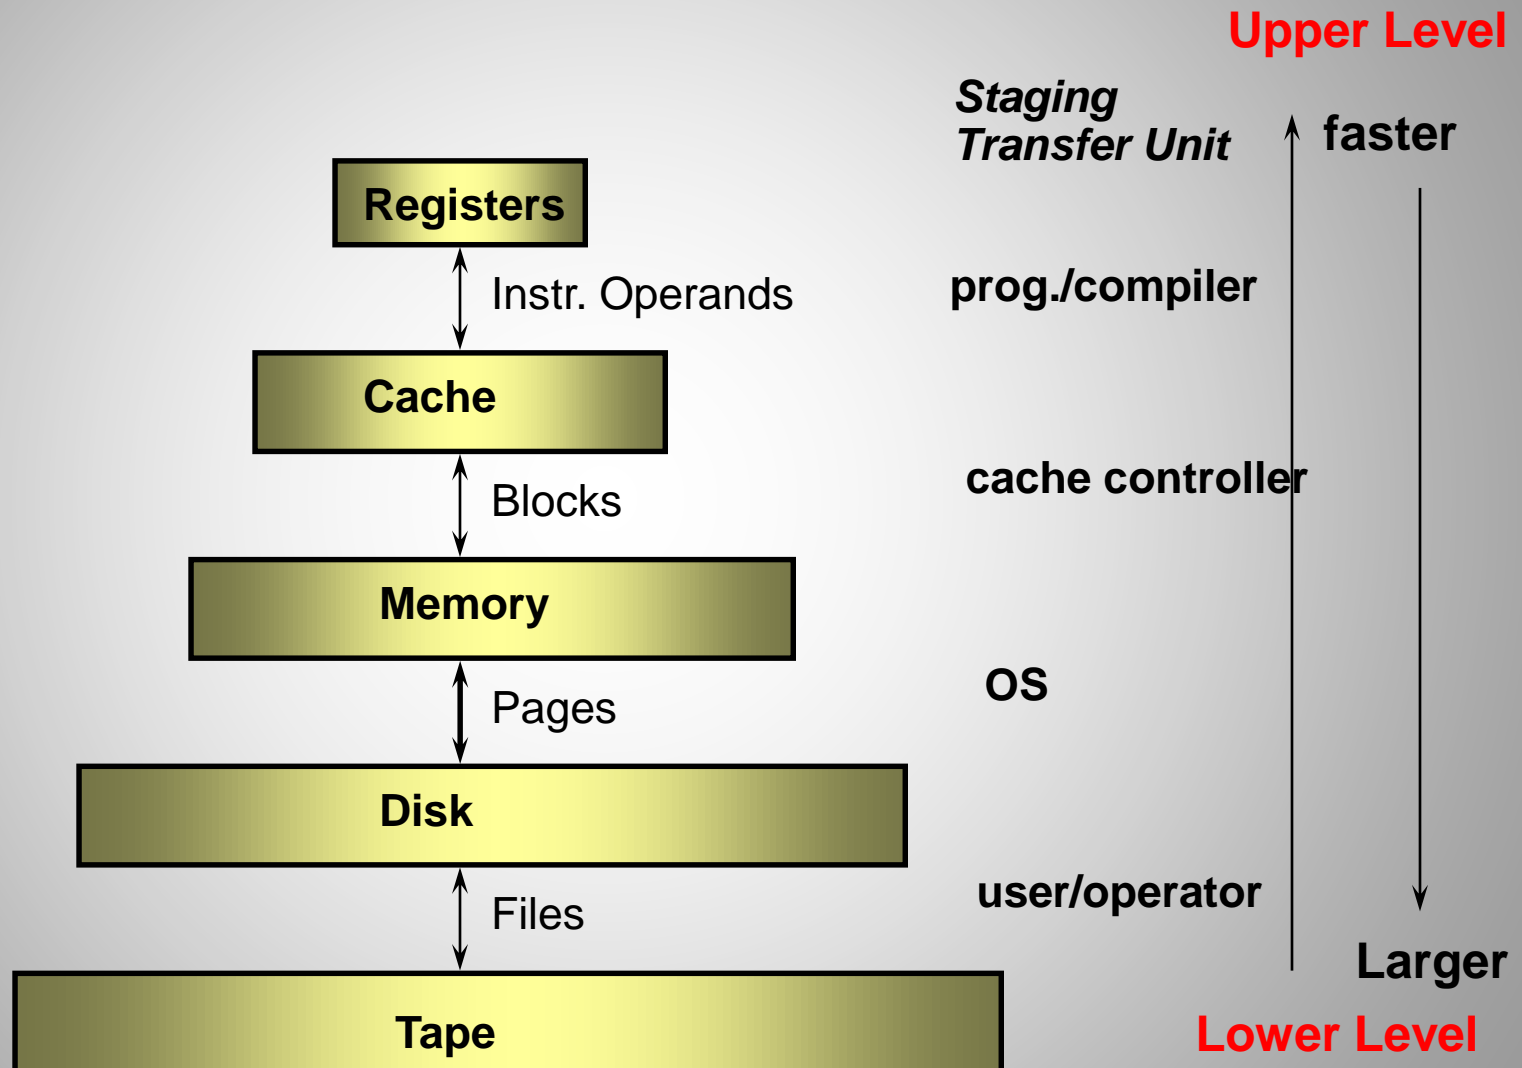 Upper Level
Staging
Transfer Unit
faster
Registers
Instr. Operands
prog./compiler
Cache
cache controller
Blocks
Memory
OS
Pages
Disk
user/operator
Files
Larger
Tape
Lower Level